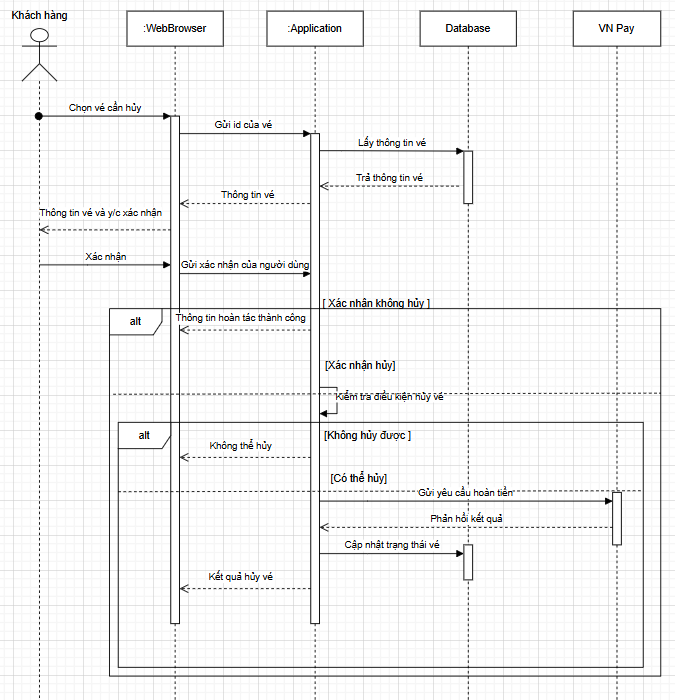 Khách hàng
:WebBrowser
:Application
Database
VN Pay
Chọn vé cần hủy
Gửi id của vé
Lấy thông tin vé
Trả thông tin vé
Thông tin vé
Thông tin vé và y/c xác nhận
Xác nhận
Gửi xác nhận của người dùng
[ Xác nhân không hủy ]
alt
Thông tin hoàn tác thành công
[Xác nhận hủy]
Kiểm tra điều kiện hủy vé
alt
[Không hủy được ]
Không thể hủy
[Có thể hủy]
Gửi yêu cầu hoàn tiền
Phản hồi kết quả
Cập nhật trạng thái vé
Kết quả hủy vé